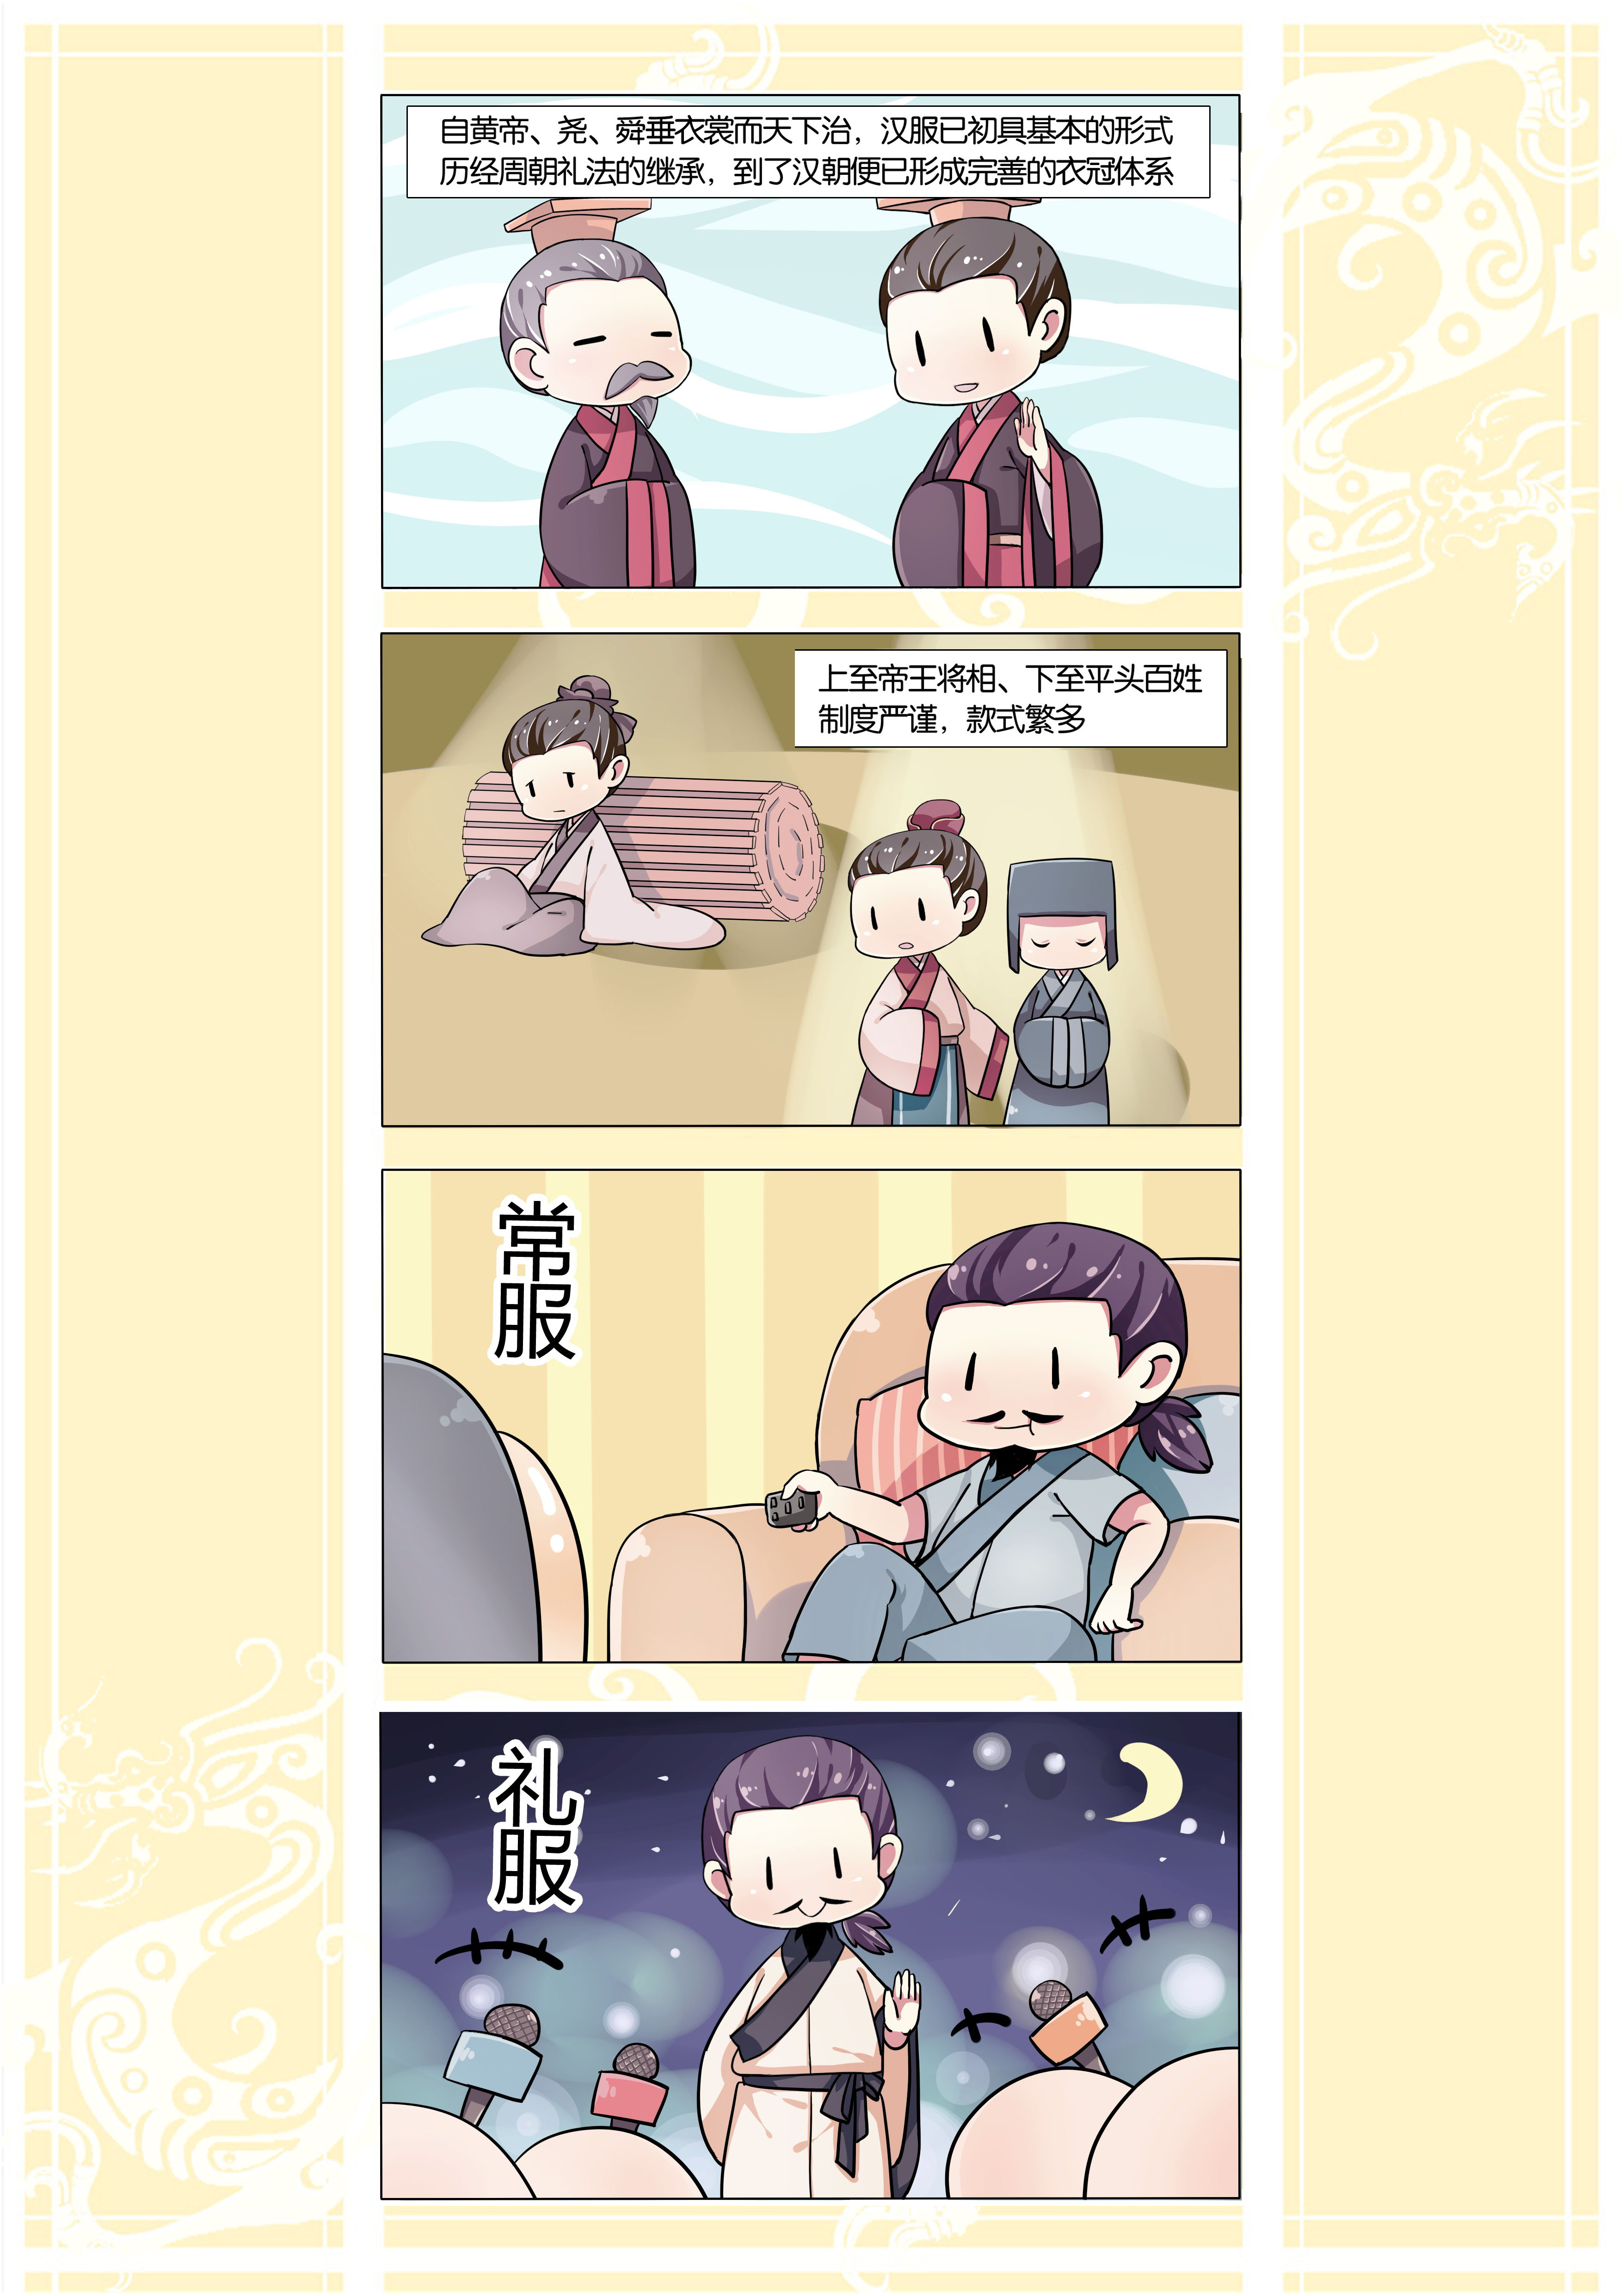 自黄帝、尧、舜垂衣裳而天下治，汉服已初具基本的形式
历经周朝礼法的继承，到了汉朝便已形成完善的衣冠体系
上至帝王将相、下至平头百姓
制度严谨，款式繁多
常服
礼服